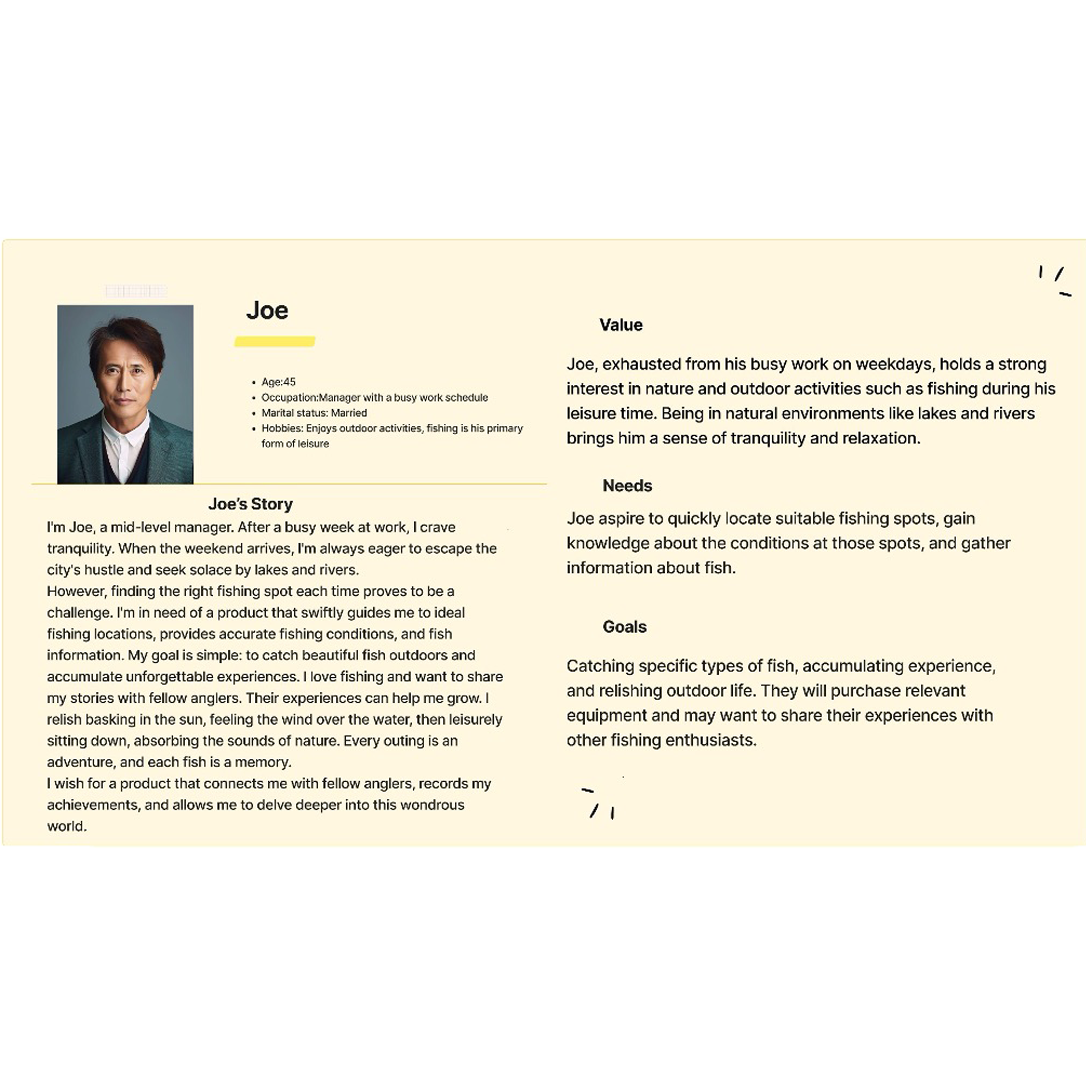 Joe
• Age:45
• Occupation:Manager with a busy work schedule
• Marital status: Married
• Hobbies: Enjoys outdoor activities, fishing is his primary
form of leisure
Joe's Story
I'm Joe, a mid-level manager. After a busy week at work, I crave
tranquility. When the weekend arrives, I'm always eager to escape the
city's hustle and seek solace by lakes and rivers.
However, finding the right fishing spot each time proves to be a
challenge. I'm in need of a product that swiftly guides me to ideal
fishing locations, provides accurate fishing conditions, and fish
information. My goal is simple: to catch beautiful fish outdoors and
accumulate unforgettable experiences. I love fishing and want to share
my stories with fellow anglers. Their experiences can help me grow. I
relish basking in the sun, feeling the wind over the water, then leisurely
sitting down, absorbing the sounds of nature. Every outing is an
adventure, and each fish is a memory.
I wish for a product that connects me with fellow anglers, records my
achievements, and allows me to delve deeper into this wondrous
world.
Value
Joe, exhausted from his busy work on weekdays, holds a strong
interest in nature and outdoor activities such as fishing during his
leisure time. Being in natural environments like lakes and rivers
brings him a sense of tranquility and relaxation.
Needs
Joe aspire to quickly locate suitable fishing spots, gain
knowledge about the conditions at those spots, and gather
information about fish.
Goals
Catching specific types of fish, accumulating experience,
and relishing outdoor life. They will purchase relevant
equipment and may want to share their experiences with
other fishing enthusiasts.